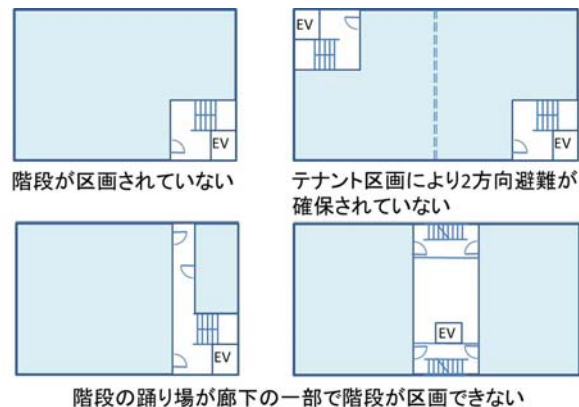 EV
EV
EV
階段が区画されていない
テナント区画により2方向避難が
確保されていない
EV
EV
階段の踊り場が廊下の一部で階段が区画できない